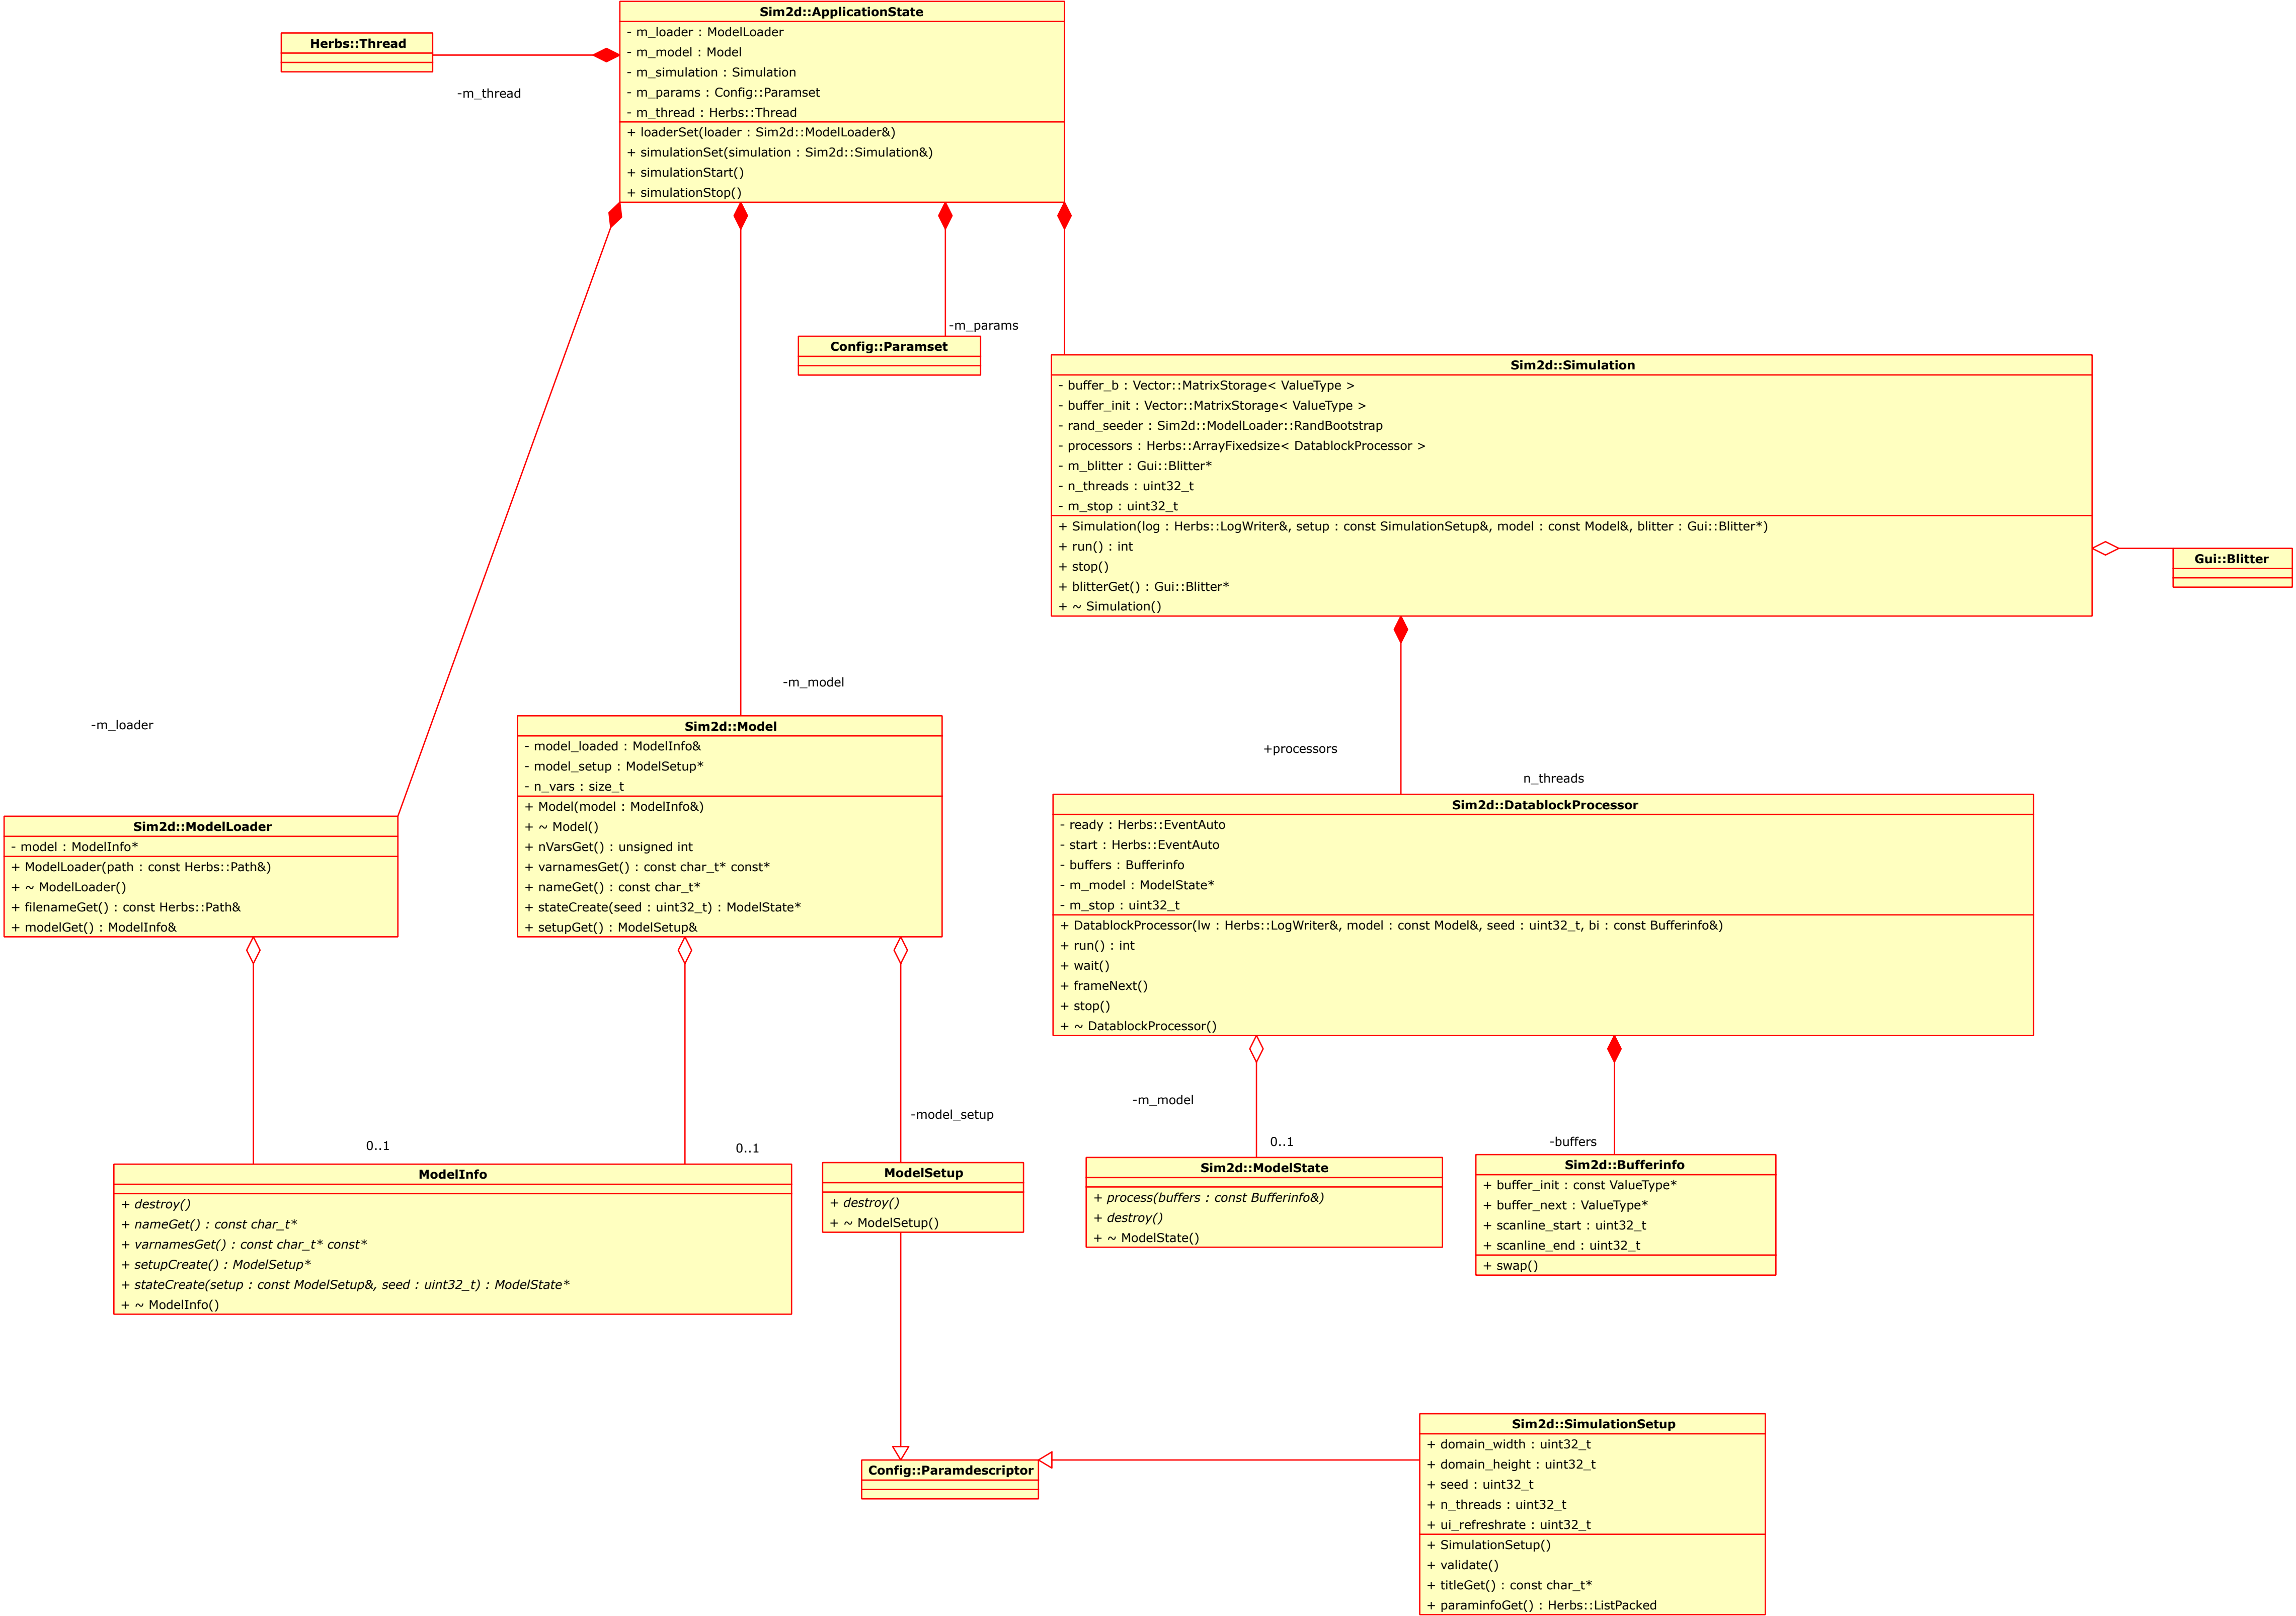 Sim2d::ApplicationState
- m_loader : ModelLoader
- m_model : Model
- m_simulation : Simulation
- m_params : Config::Paramset
- m_thread : Herbs::Thread
+ loaderSet(loader : Sim2d::ModelLoader&)
+ simulationSet(simulation : Sim2d::Simulation&)
+ simulationStart()
+ simulationStop()
Herbs::Thread
-m_thread
-m_params
Config::Paramset
Sim2d::Simulation
- buffer_b : Vector::MatrixStorage< ValueType >
- buffer_init : Vector::MatrixStorage< ValueType >
- rand_seeder : Sim2d::ModelLoader::RandBootstrap
- processors : Herbs::ArrayFixedsize< DatablockProcessor >
- m_blitter : Gui::Blitter*
- n_threads : uint32_t
- m_stop : uint32_t
+ Simulation(log : Herbs::LogWriter&, setup : const SimulationSetup&, model : const Model&, blitter : Gui::Blitter*)
+ run() : int
+ stop()
+ blitterGet() : Gui::Blitter*
+ ~ Simulation()
Gui::Blitter
-m_model
-m_loader
Sim2d::Model
- model_loaded : ModelInfo&
- model_setup : ModelSetup*
- n_vars : size_t
+ Model(model : ModelInfo&)
+ ~ Model()
+ nVarsGet() : unsigned int
+ varnamesGet() : const char_t* const*
+ nameGet() : const char_t*
+ stateCreate(seed : uint32_t) : ModelState*
+ setupGet() : ModelSetup&
+processors
n_threads
Sim2d::ModelLoader
- model : ModelInfo*
+ ModelLoader(path : const Herbs::Path&)
+ ~ ModelLoader()
+ filenameGet() : const Herbs::Path&
+ modelGet() : ModelInfo&
Sim2d::DatablockProcessor
- ready : Herbs::EventAuto
- start : Herbs::EventAuto
- buffers : Bufferinfo
- m_model : ModelState*
- m_stop : uint32_t
+ DatablockProcessor(lw : Herbs::LogWriter&, model : const Model&, seed : uint32_t, bi : const Bufferinfo&)
+ run() : int
+ wait()
+ frameNext()
+ stop()
+ ~ DatablockProcessor()
-m_model
-model_setup
0..1
0..1
0..1
-buffers
ModelInfo
+ destroy()
+ nameGet() : const char_t*
+ varnamesGet() : const char_t* const*
+ setupCreate() : ModelSetup*
+ stateCreate(setup : const ModelSetup&, seed : uint32_t) : ModelState*
+ ~ ModelInfo()
ModelSetup
+ destroy()
+ ~ ModelSetup()
Sim2d::ModelState
+ process(buffers : const Bufferinfo&)
+ destroy()
+ ~ ModelState()
Sim2d::Bufferinfo
+ buffer_init : const ValueType*
+ buffer_next : ValueType*
+ scanline_start : uint32_t
+ scanline_end : uint32_t
+ swap()
Config::Paramdescriptor
Sim2d::SimulationSetup
+ domain_width : uint32_t
+ domain_height : uint32_t
+ seed : uint32_t
+ n_threads : uint32_t
+ ui_refreshrate : uint32_t
+ SimulationSetup()
+ validate()
+ titleGet() : const char_t*
+ paraminfoGet() : Herbs::ListPacked